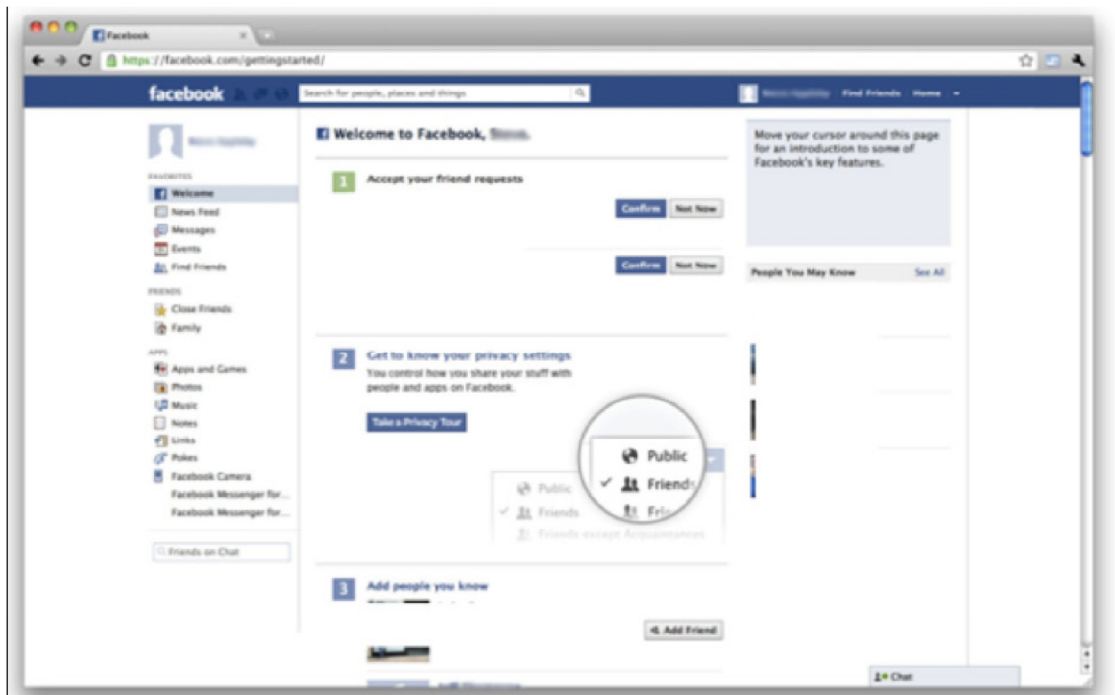 Facebook
https://facebook.com/gettingstarted/
facebook
Search for people, places and things
Find Friends Home
FAVORITES
Welcome
News Feed
Messages
Events
Find Friends
FRIENDS
Close Friends
Family
APPS
Apps and Games
Photos
Music
Notes
Links
Pokes
Facebook Camera
Facebook Messenger for...
Facebook Messenger for...
Friends on Chat
Welcome to Facebook,
1 Accept your friend requests
Confirm Not Now
Confirm Not Now
2 Get to know your privacy settings
You control how you share your stuff with
people and apps on Facebook.
Take a Privacy Tour
Public
Friends
Public
Friends
Friends except Acquaintances
3 Add people you know
Add Friend
Move your cursor around this page
for an introduction to some of
Facebook's key features.
People You May Know See All
Chat